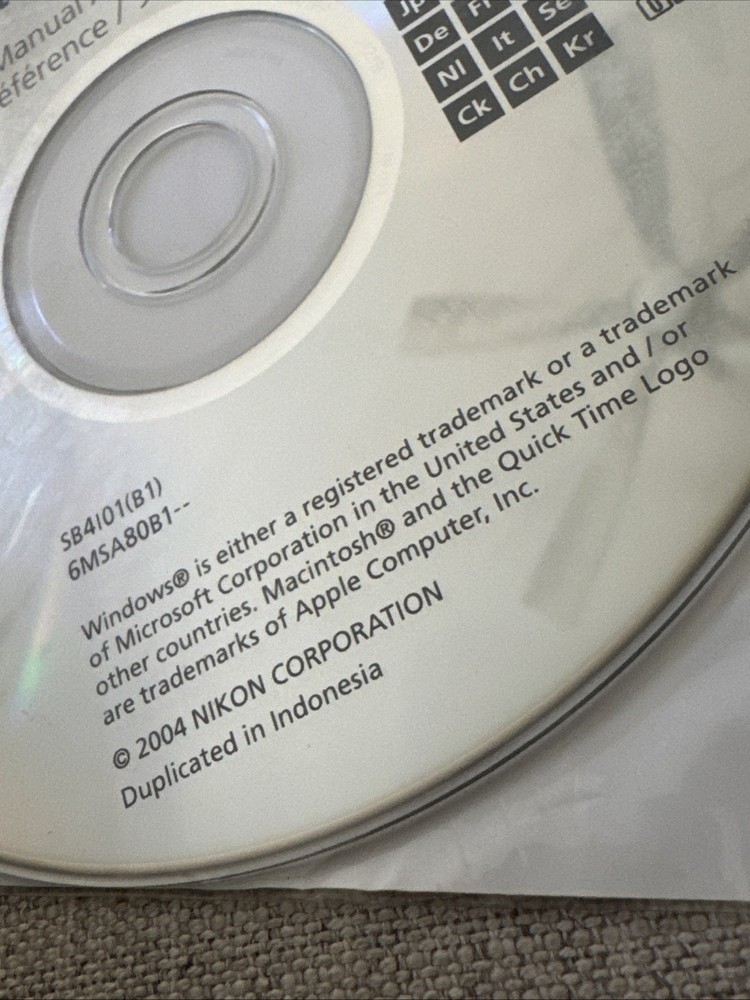 Manual
éférence /
Jp
De Fr
Nl It Se
Ck Ch Kr
SB4I01(B1)
6MSA80B1--
Windows® is either a registered trademark or a trademark
of Microsoft Corporation in the United States and / or
other countries. Macintosh® and the Quick Time Logo
are trademarks of Apple Computer, Inc.
© 2004 NIKON CORPORATION
Duplicated in Indonesia